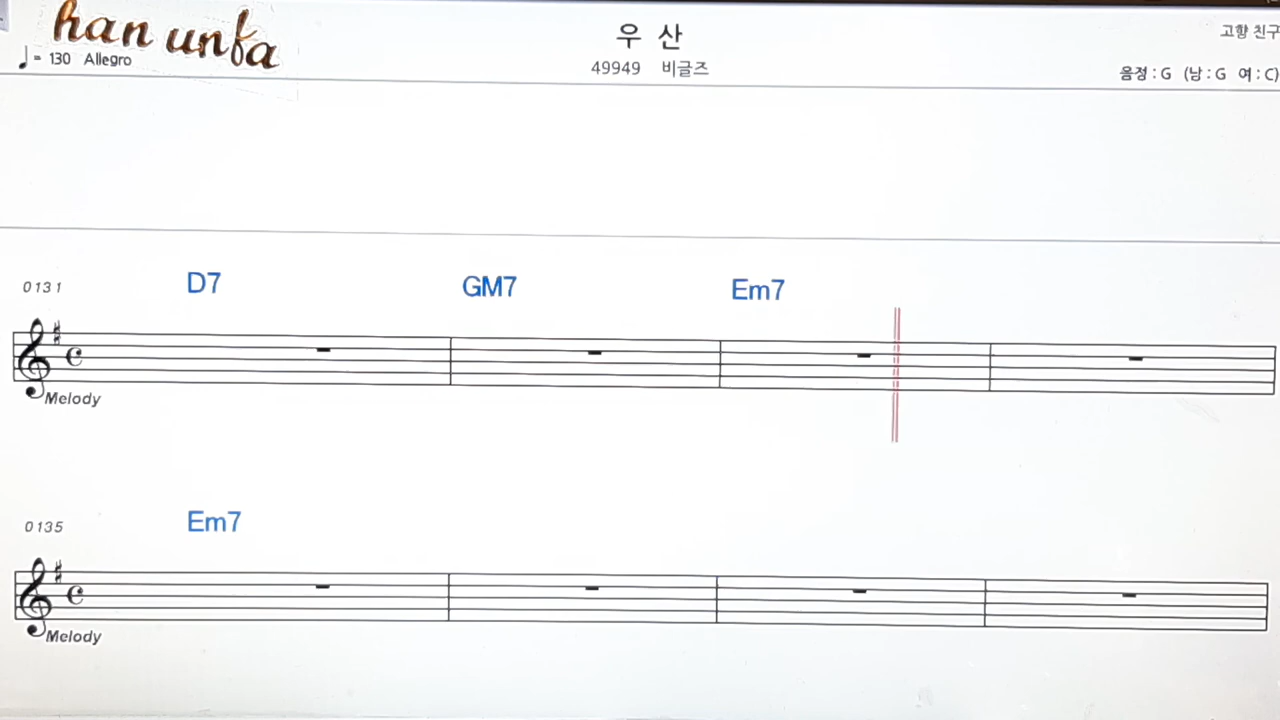 han unfa
우 산
고향 친구
♩= 130 Allegro
49949 비글즈
음정 : G (남 : G 여 : C)
0131
D7 GM7 Em7
Melody
0135
Em7
Melody